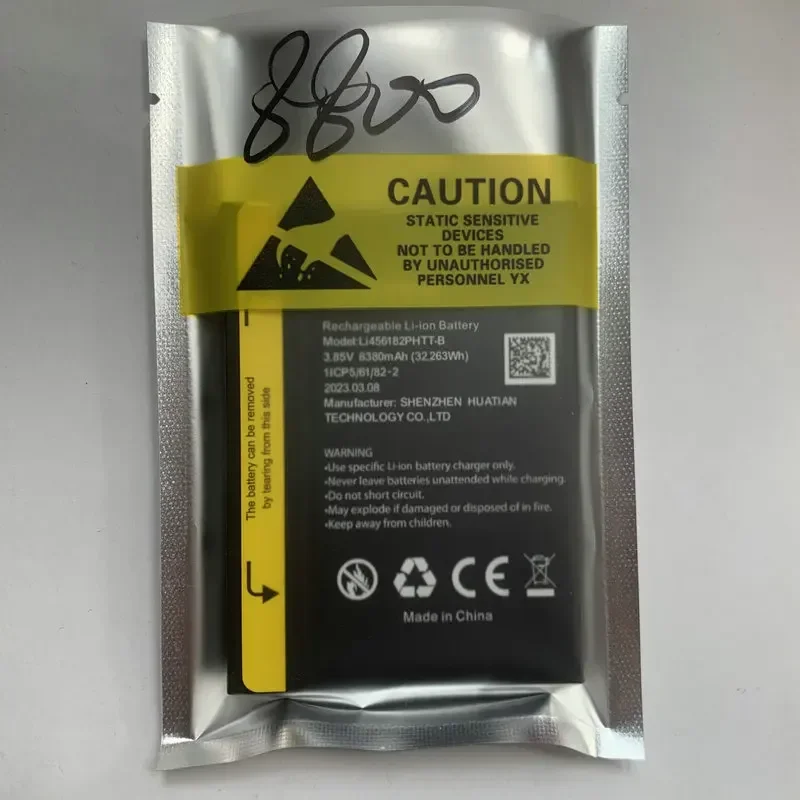 8800
CAUTION
STATIC SENSITIVE
DEVICES
NOT TO BE HANDLED
BY UNAUTHORISED
PERSONNEL YX
Rechargeable Li-ion Battery
Model:Li456182PHTT-B
3.85V 8380mAh (32.263Wh)
1ICP5/61/82-2
2023.03.08
Manufacturer: SHENZHEN HUATIAN
TECHNOLOGY CO.,LTD
The battery can be removed
by tearing from this side
WARNING
•Use specific Li-ion battery charger only.
•Never leave batteries unattended while charging.
•Do not short circuit.
•May explode if damaged or disposed of in fire.
•Keep away from children.
CE
Made in China